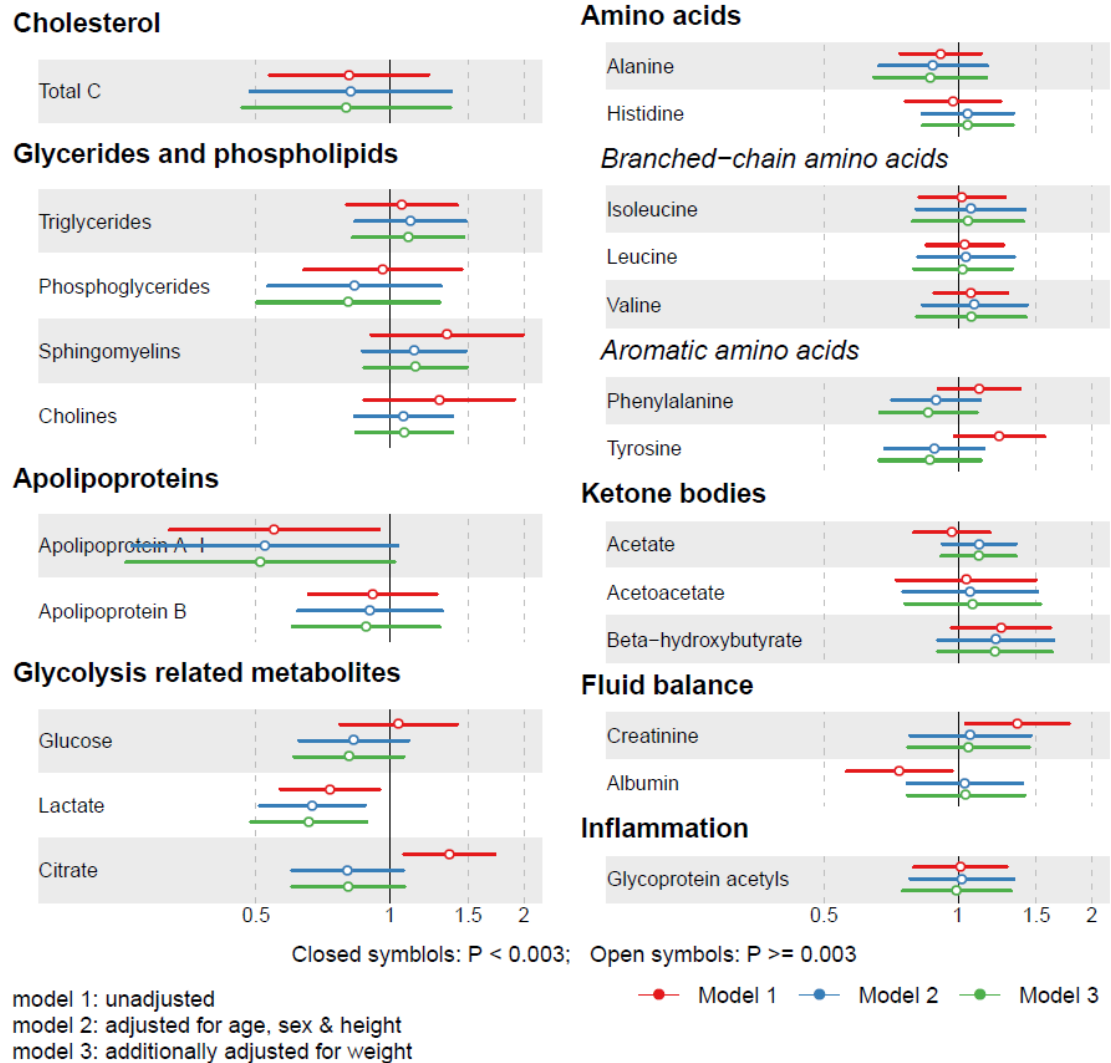 Cholesterol
Total C
Glycerides and phospholipids
Triglycerides
Phosphoglycerides
Sphingomyelins
Cholines
Apolipoproteins
Apolipoprotein A-I
Apolipoprotein B
Glycolysis related metabolites
Glucose
Lactate
Citrate
0.5 1 1.5 2
Amino acids
Alanine
Histidine
Branched-chain amino acids
Isoleucine
Leucine
Valine
Aromatic amino acids
Phenylalanine
Tyrosine
Ketone bodies
Acetate
Acetoacetate
Beta-hydroxybutyrate
Fluid balance
Creatinine
Albumin
Inflammation
Glycoprotein acetyls
0.5 1 1.5 2
Closed symblols: P < 0.003; Open symbols: P >= 0.003
Model 1 Model 2 Model 3
model 1: unadjusted
model 2: adjusted for age, sex & height
model 3: additionally adjusted for weight